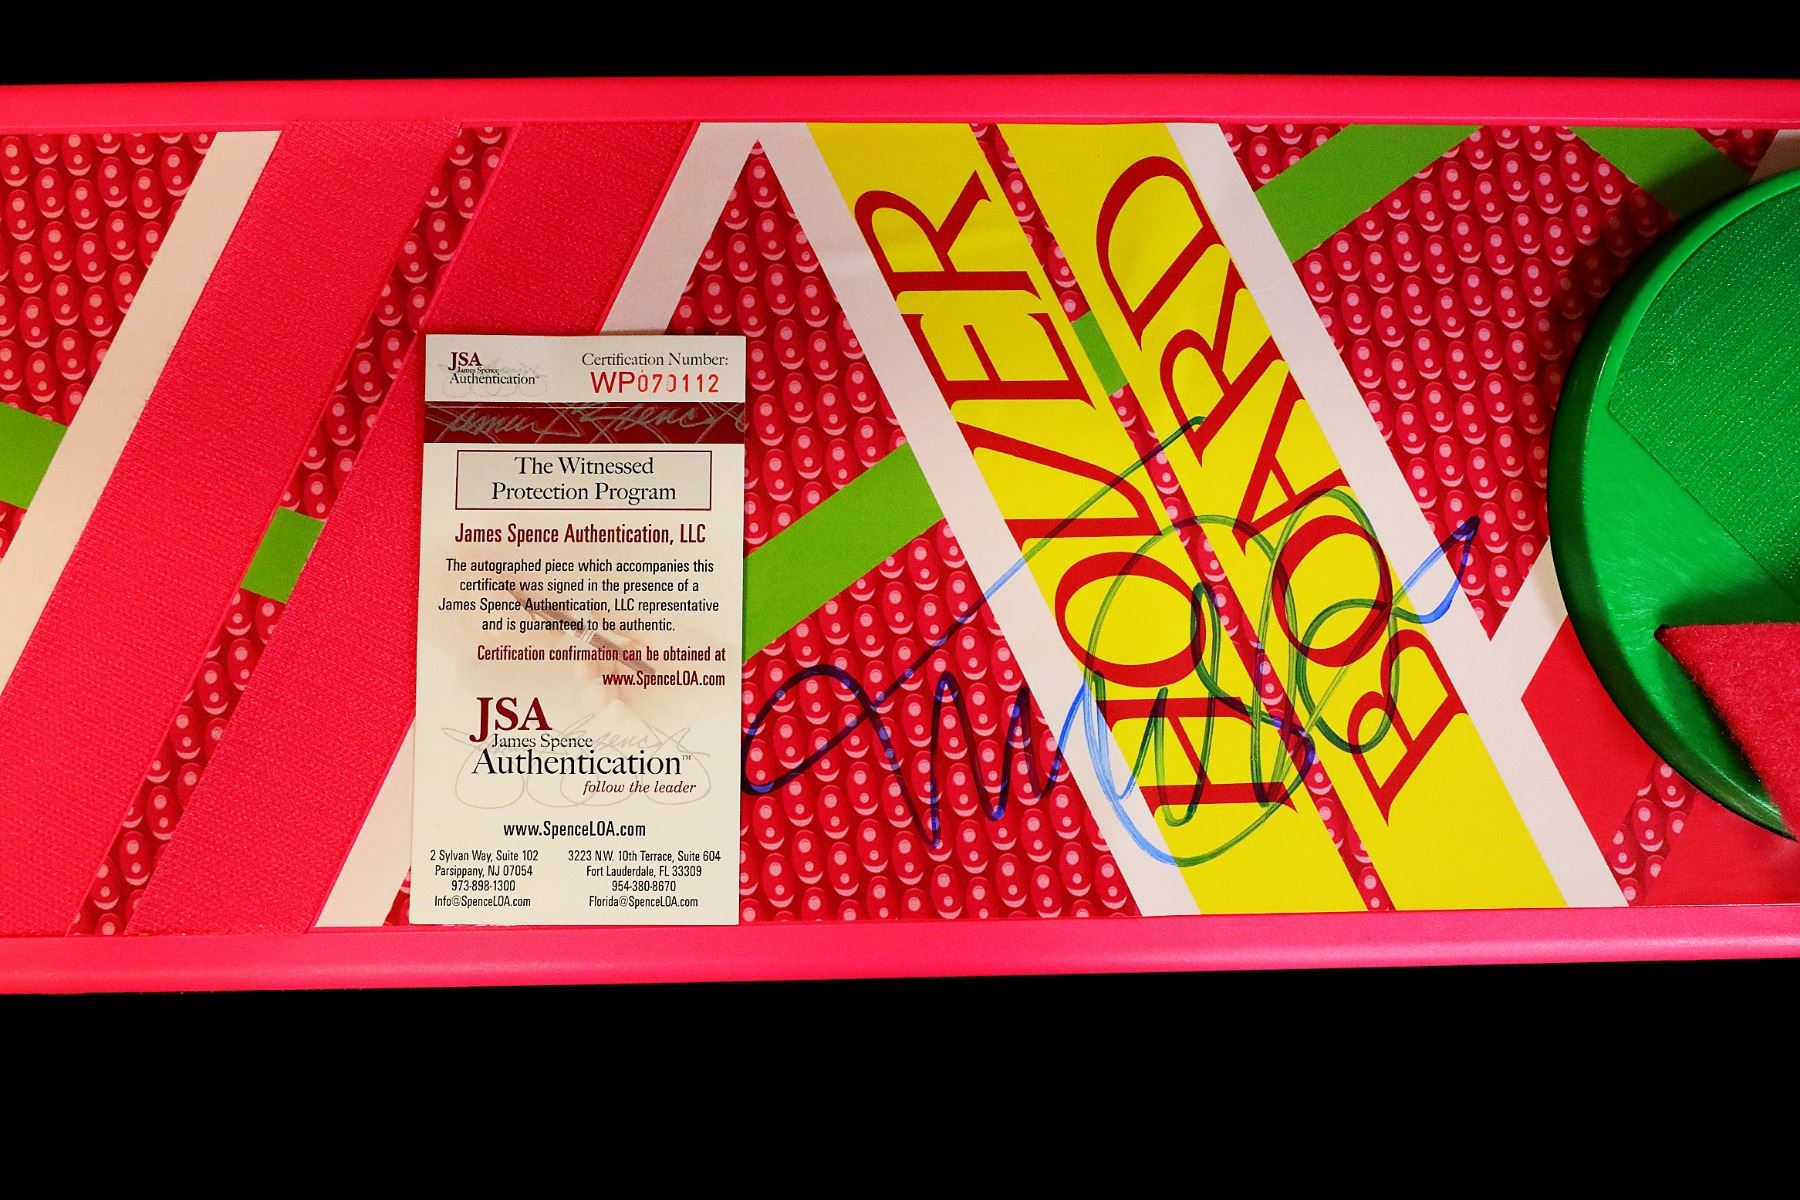 JSA
James Spence
Authentication
Certification Number:
WP070112
The Witnessed
Protection Program
James Spence Authentication, LLC
The autographed piece which accompanies this
certificate was signed in the presence of a
James Spence Authentication, LLC representative
and is guaranteed to be authentic.
Certification confirmation can be obtained at
www.SpenceLOA.com
JSA
James Spence
Authentication™
follow the leader
www.SpenceLOA.com
2 Sylvan Way, Suite 102
Parsippany, NJ 07054
973-898-1300
Info@SpenceLOA.com
3223 N.W. 10th Terrace, Suite 604
Fort Lauderdale, FL 33309
954-380-8670
Florida@SpenceLOA.com
HOVER
BOARD